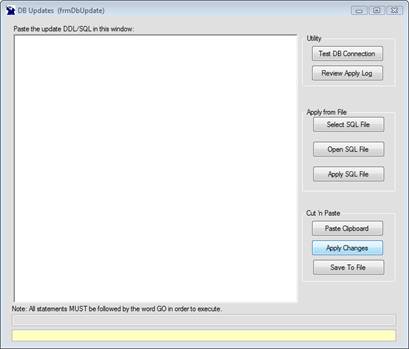 DB Updates (frmDbUpdate)
Paste the update DDL/SQL in this window:
Utility
Test DB Connection
Review Apply Log
Apply from File
Select SQL File
Open SQL File
Apply SQL File
Cut 'n Paste
Paste Clipboard
Apply Changes
Save To File
Note: All statements MUST be followed by the word GO in order to execute.